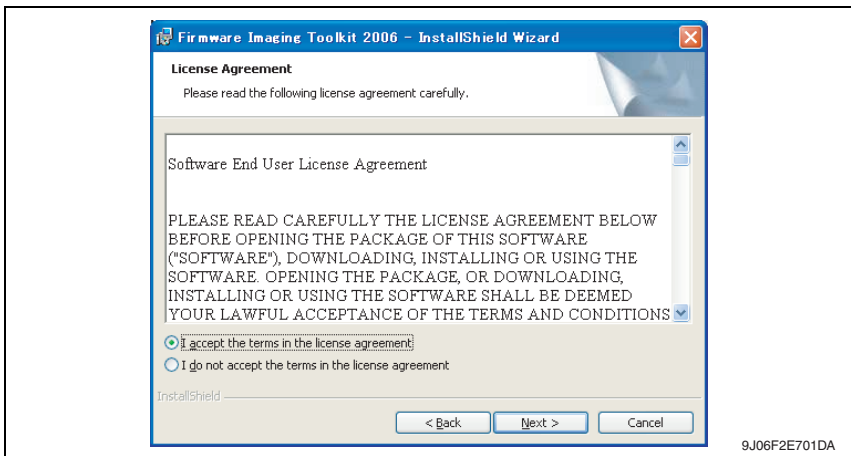 Firmware Imaging Toolkit 2006 - InstallShield Wizard
License Agreement
Please read the following license agreement carefully.
Software End User License Agreement
PLEASE READ CAREFULLY THE LICENSE AGREEMENT BELOW
BEFORE OPENING THE PACKAGE OF THIS SOFTWARE
("SOFTWARE"), DOWNLOADING, INSTALLING OR USING THE
SOFTWARE. OPENING THE PACKAGE, OR DOWNLOADING,
INSTALLING OR USING THE SOFTWARE SHALL BE DEEMED
YOUR LAWFUL ACCEPTANCE OF THE TERMS AND CONDITIONS
I accept the terms in the license agreement
I do not accept the terms in the license agreement
InstallShield
< Back Next > Cancel
9J06F2E701DA